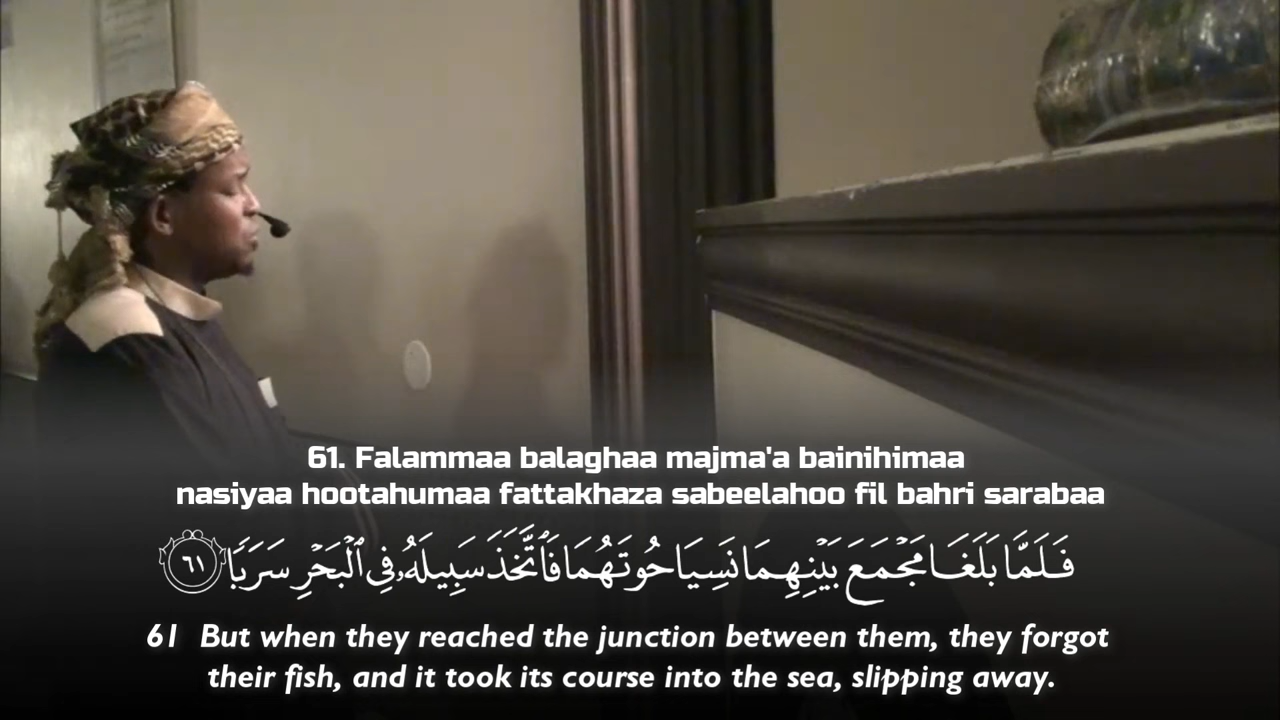 61. Falammaa balaghaa majma'a bainihimaa
nasiyaa hootahumaa fattakhaza sabeelahoo fil bahri sarabaa
فَلَمَّا بَلَغَا مَجْمَعَ بَيْنِهِمَا نَسِيَا حُوتَهُمَا فَٱتَّخَذَ سَبِيلَهُۥ فِى ٱلْبَحْرِ سَرَبًا ٦١
61 But when they reached the junction between them, they forgot
their fish, and it took its course into the sea, slipping away.